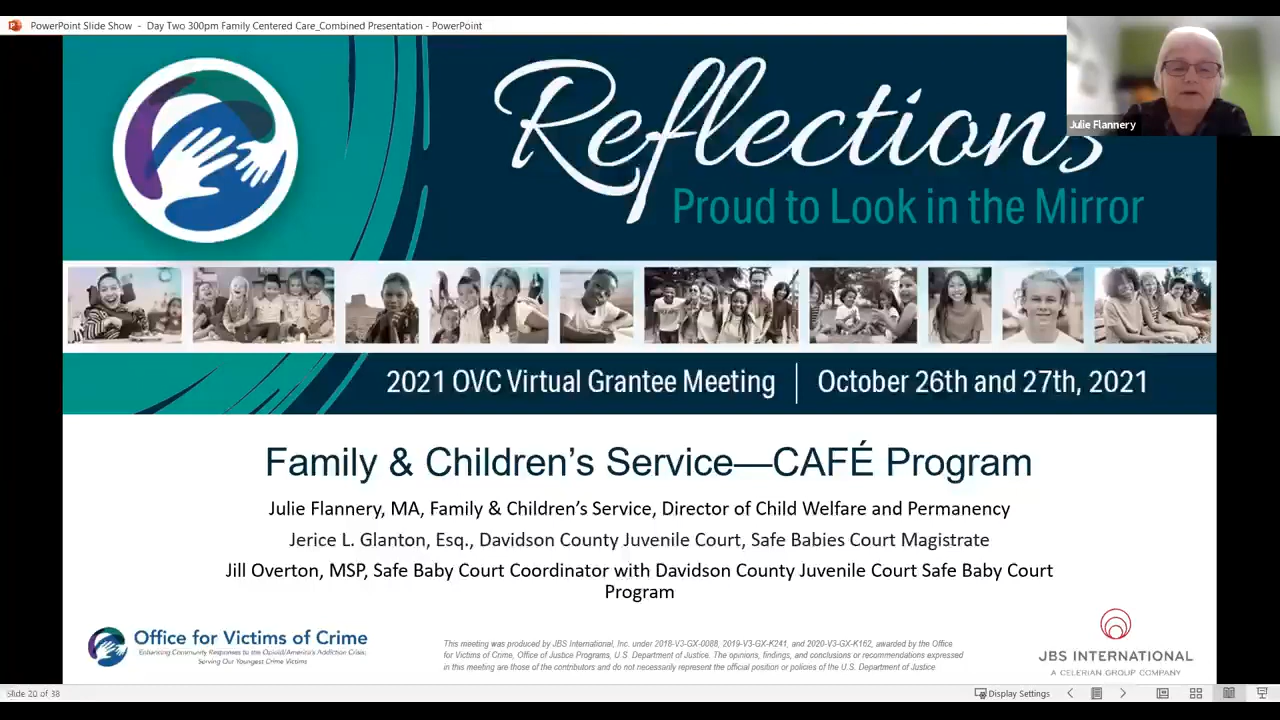 PowerPoint Slide Show - Day Two 300pm Family Centered Care_Combined Presentation - PowerPoint
Reflections
Julie Flannery
Proud to Look in the Mirror
2021 OVC Virtual Grantee Meeting | October 26th and 27th, 2021
Family & Children’s Service—CAFÉ Program
Julie Flannery, MA, Family & Children’s Service, Director of Child Welfare and Permanency
Jerice L. Glanton, Esq., Davidson County Juvenile Court, Safe Babies Court Magistrate
Jill Overton, MSP, Safe Baby Court Coordinator with Davidson County Juvenile Court Safe Baby Court
Program
Office for Victims of Crime
Enhancing Community Responses to the Opioid/America's Addiction Crisis:
Serving Our Youngest Crime Victims
This meeting was produced by JBS International, Inc. under 2018-V3-GX-0088, 2019-V3-GX-K241, and 2020-V3-GX-K162, awarded by the Office
for Victims of Crime, Office of Justice Programs, U.S. Department of Justice. The opinions, findings, and conclusions or recommendations expressed
in this meeting are those of the contributors and do not necessarily represent the official position or policies of the U.S. Department of Justice
JBS INTERNATIONAL
A CELERIAN GROUP COMPANY
Slide 20 of 38
Display Settings